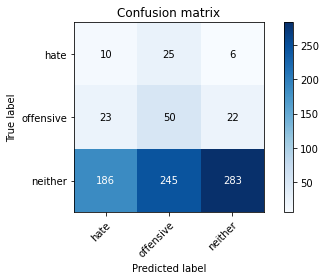 Confusion matrix
hate 10 25 6
offensive 23 50 22
neither 186 245 283
hate offensive neither
True label
Predicted label
250
200
150
100
50